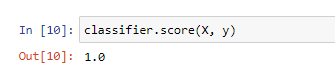 In [10]: classifier.score(X, y)
Out[10]: 1.0